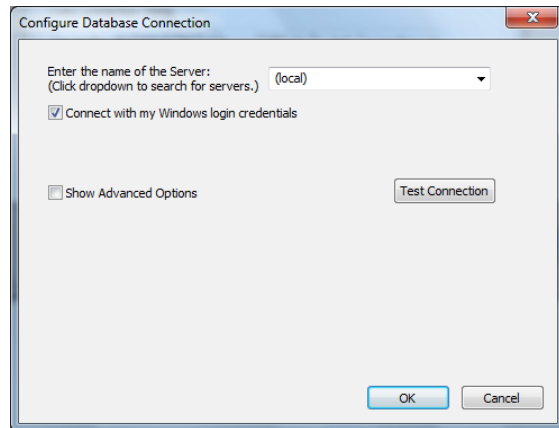 Configure Database Connection
Enter the name of the Server:
(Click dropdown to search for servers.)
(local)
Connect with my Windows login credentials
Show Advanced Options
Test Connection
OK
Cancel